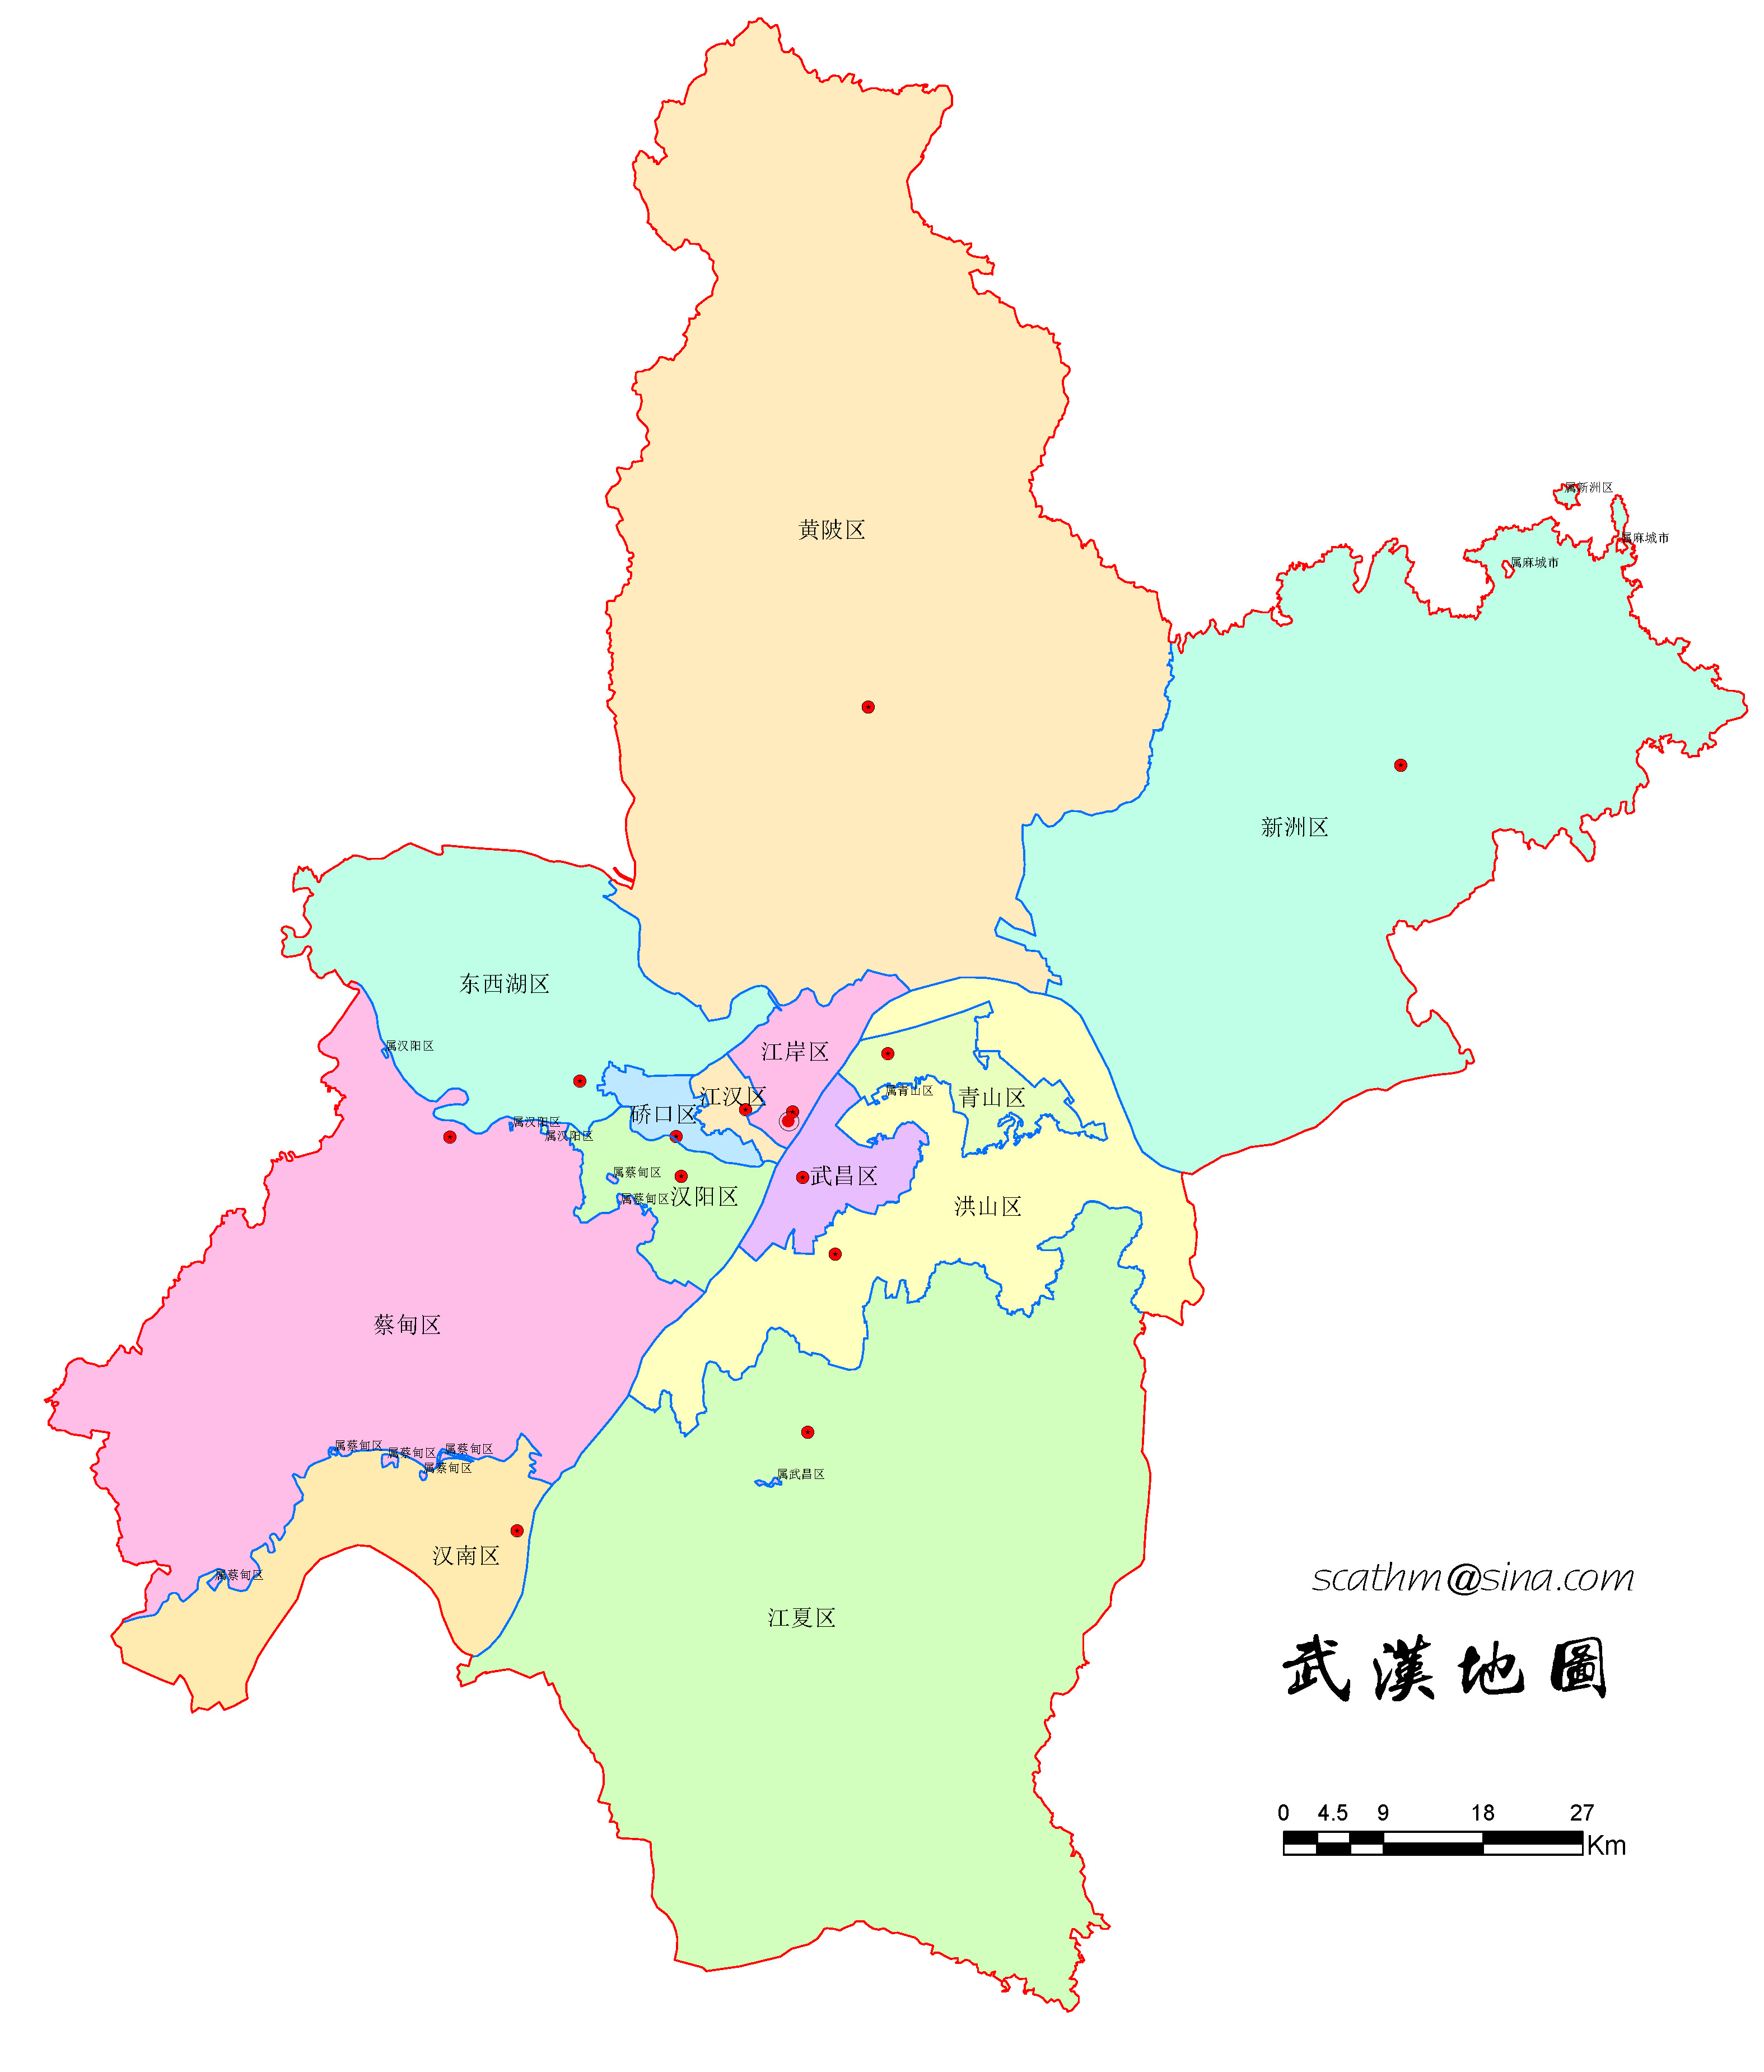 属新洲区
黄陂区
属麻城市
属麻城市
新洲区
东西湖区
属汉阳区
江岸区
属青山区
青山区
江汉区
硚口区
属汉阳区
属汉阳区
属蔡甸区
武昌区
属蔡甸区
汉阳区
洪山区
蔡甸区
属蔡甸区
属蔡甸区
属蔡甸区
属蔡甸区
属武昌区
汉南区
属蔡甸区
江夏区
scathm@sina.com
武漢地圖
0 4.5 9 18 27
Km